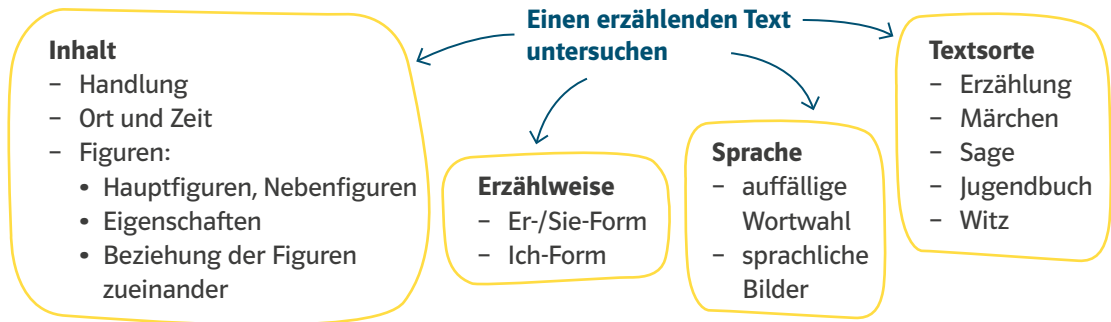 Einen erzählenden Text
untersuchen
Inhalt
– Handlung
– Ort und Zeit
– Figuren:
• Hauptfiguren, Nebenfiguren
• Eigenschaften
• Beziehung der Figuren
zueinander
Erzählweise
– Er-/Sie-Form
– Ich-Form
Sprache
– auffällige
Wortwahl
– sprachliche
Bilder
Textsorte
– Erzählung
– Märchen
– Sage
– Jugendbuch
– Witz